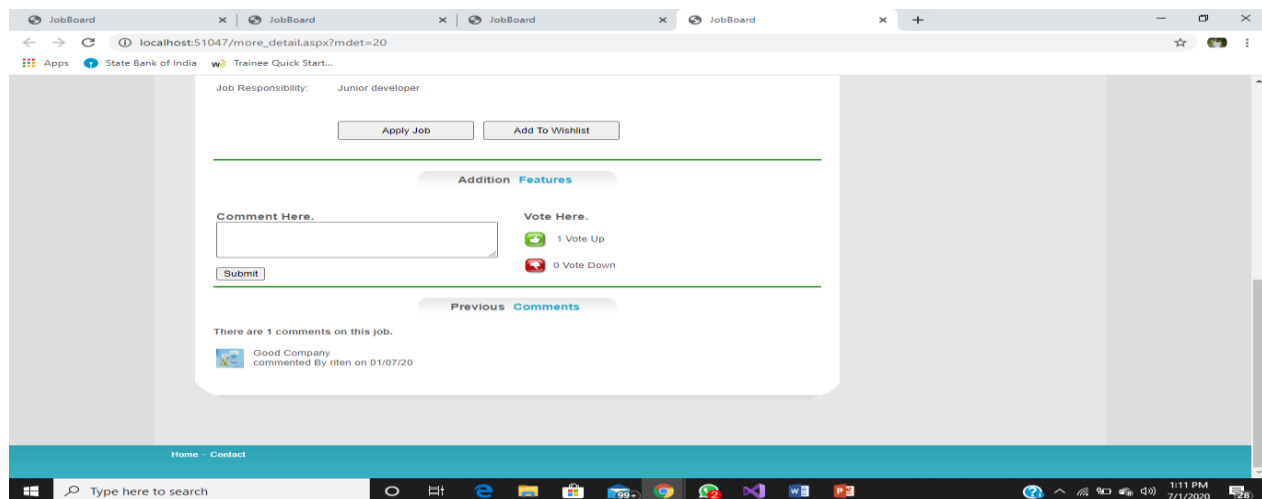 JobBoard JobBoard JobBoard JobBoard
localhost:51047/more_detail.aspx?mdet=20
Apps State Bank of India Trainee Quick Start...
Job Responsibility: Junior developer
Apply Job Add To Wishlist
Addition Features
Comment Here. Vote Here.
1 Vote Up
0 Vote Down
Submit
Previous Comments
There are 1 comments on this job.
Good Company
commented By riten on 01/07/20
Home - Contact
Type here to search 99+ 2 1:11 PM
7/1/2020 28